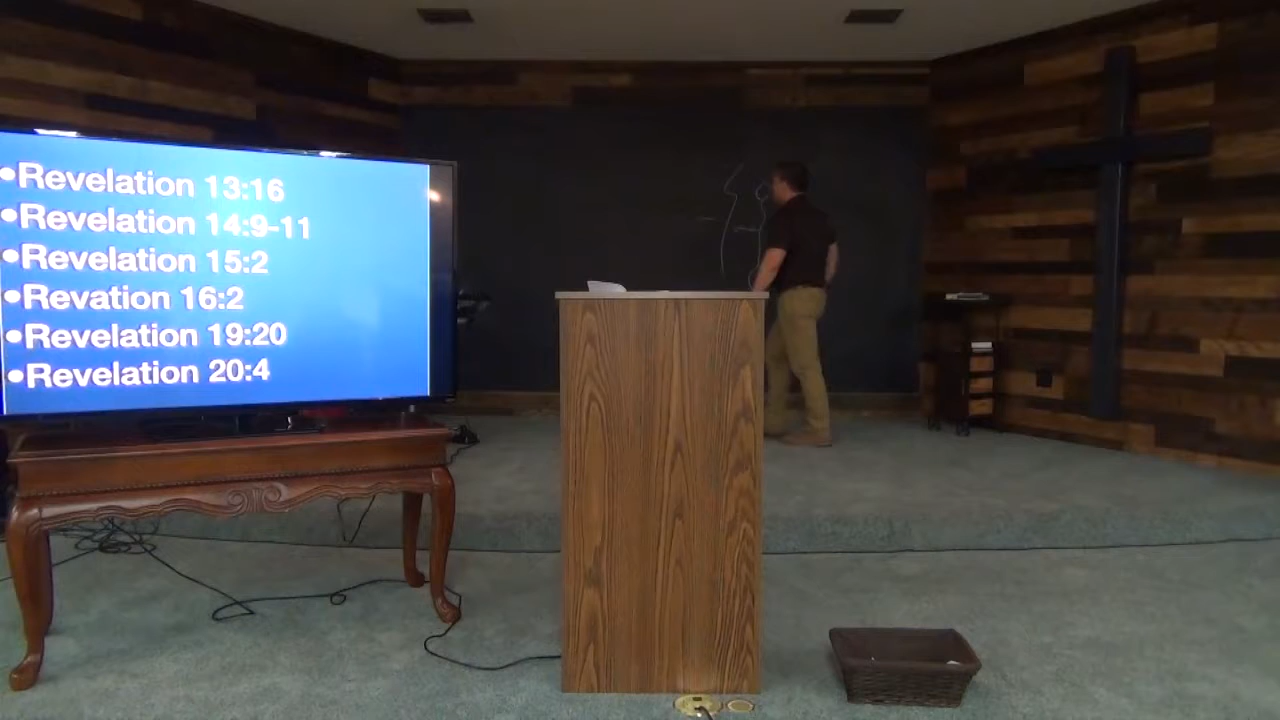 •Revelation 13:16
•Revelation 14:9-11
•Revelation 15:2
•Revation 16:2
•Revelation 19:20
•Revelation 20:4